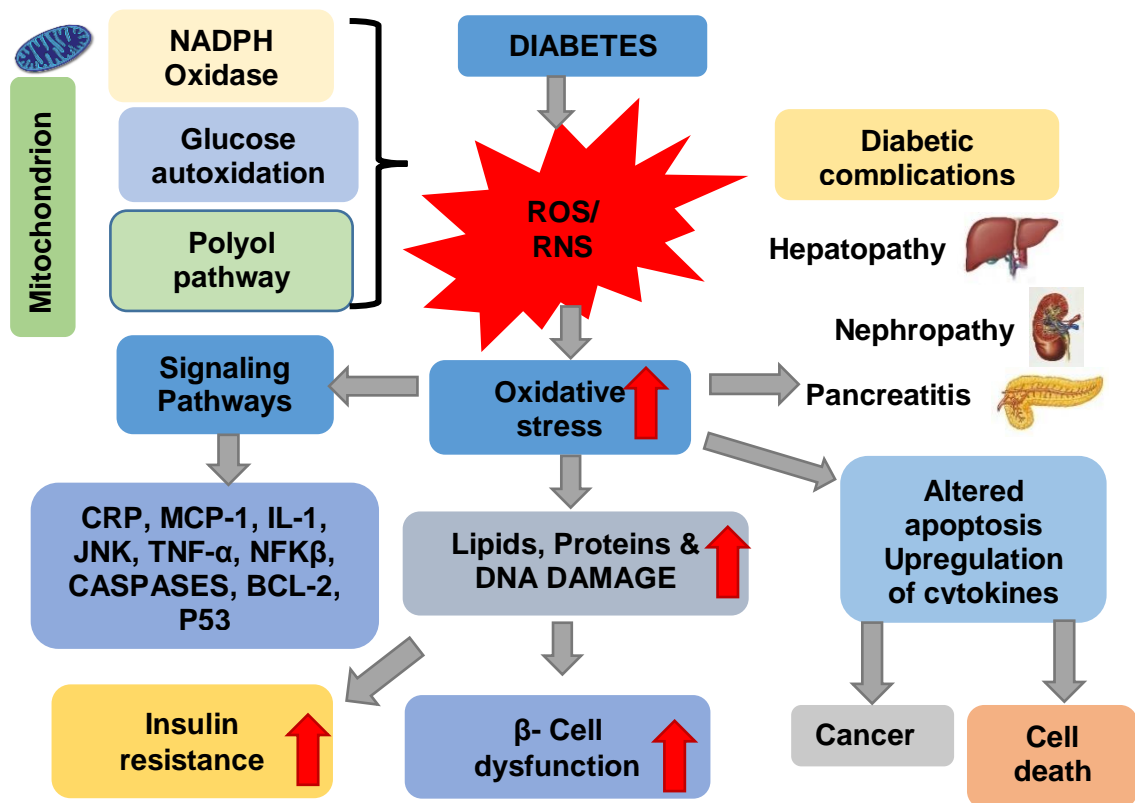 NADPH
Oxidase
DIABETES
Mitochondrion
Glucose
autoxidation
Diabetic
complications
ROS/
RNS
Polyol
pathway
Hepatopathy
Nephropathy
Signaling
Pathways
Oxidative
stress
Pancreatitis
CRP, MCP-1, IL-1,
JNK, TNF-α, NFKβ,
CASPASES, BCL-2,
P53
Lipids, Proteins &
DNA DAMAGE
Altered
apoptosis
Upregulation
of cytokines
Insulin
resistance
β- Cell
dysfunction
Cancer
Cell
death